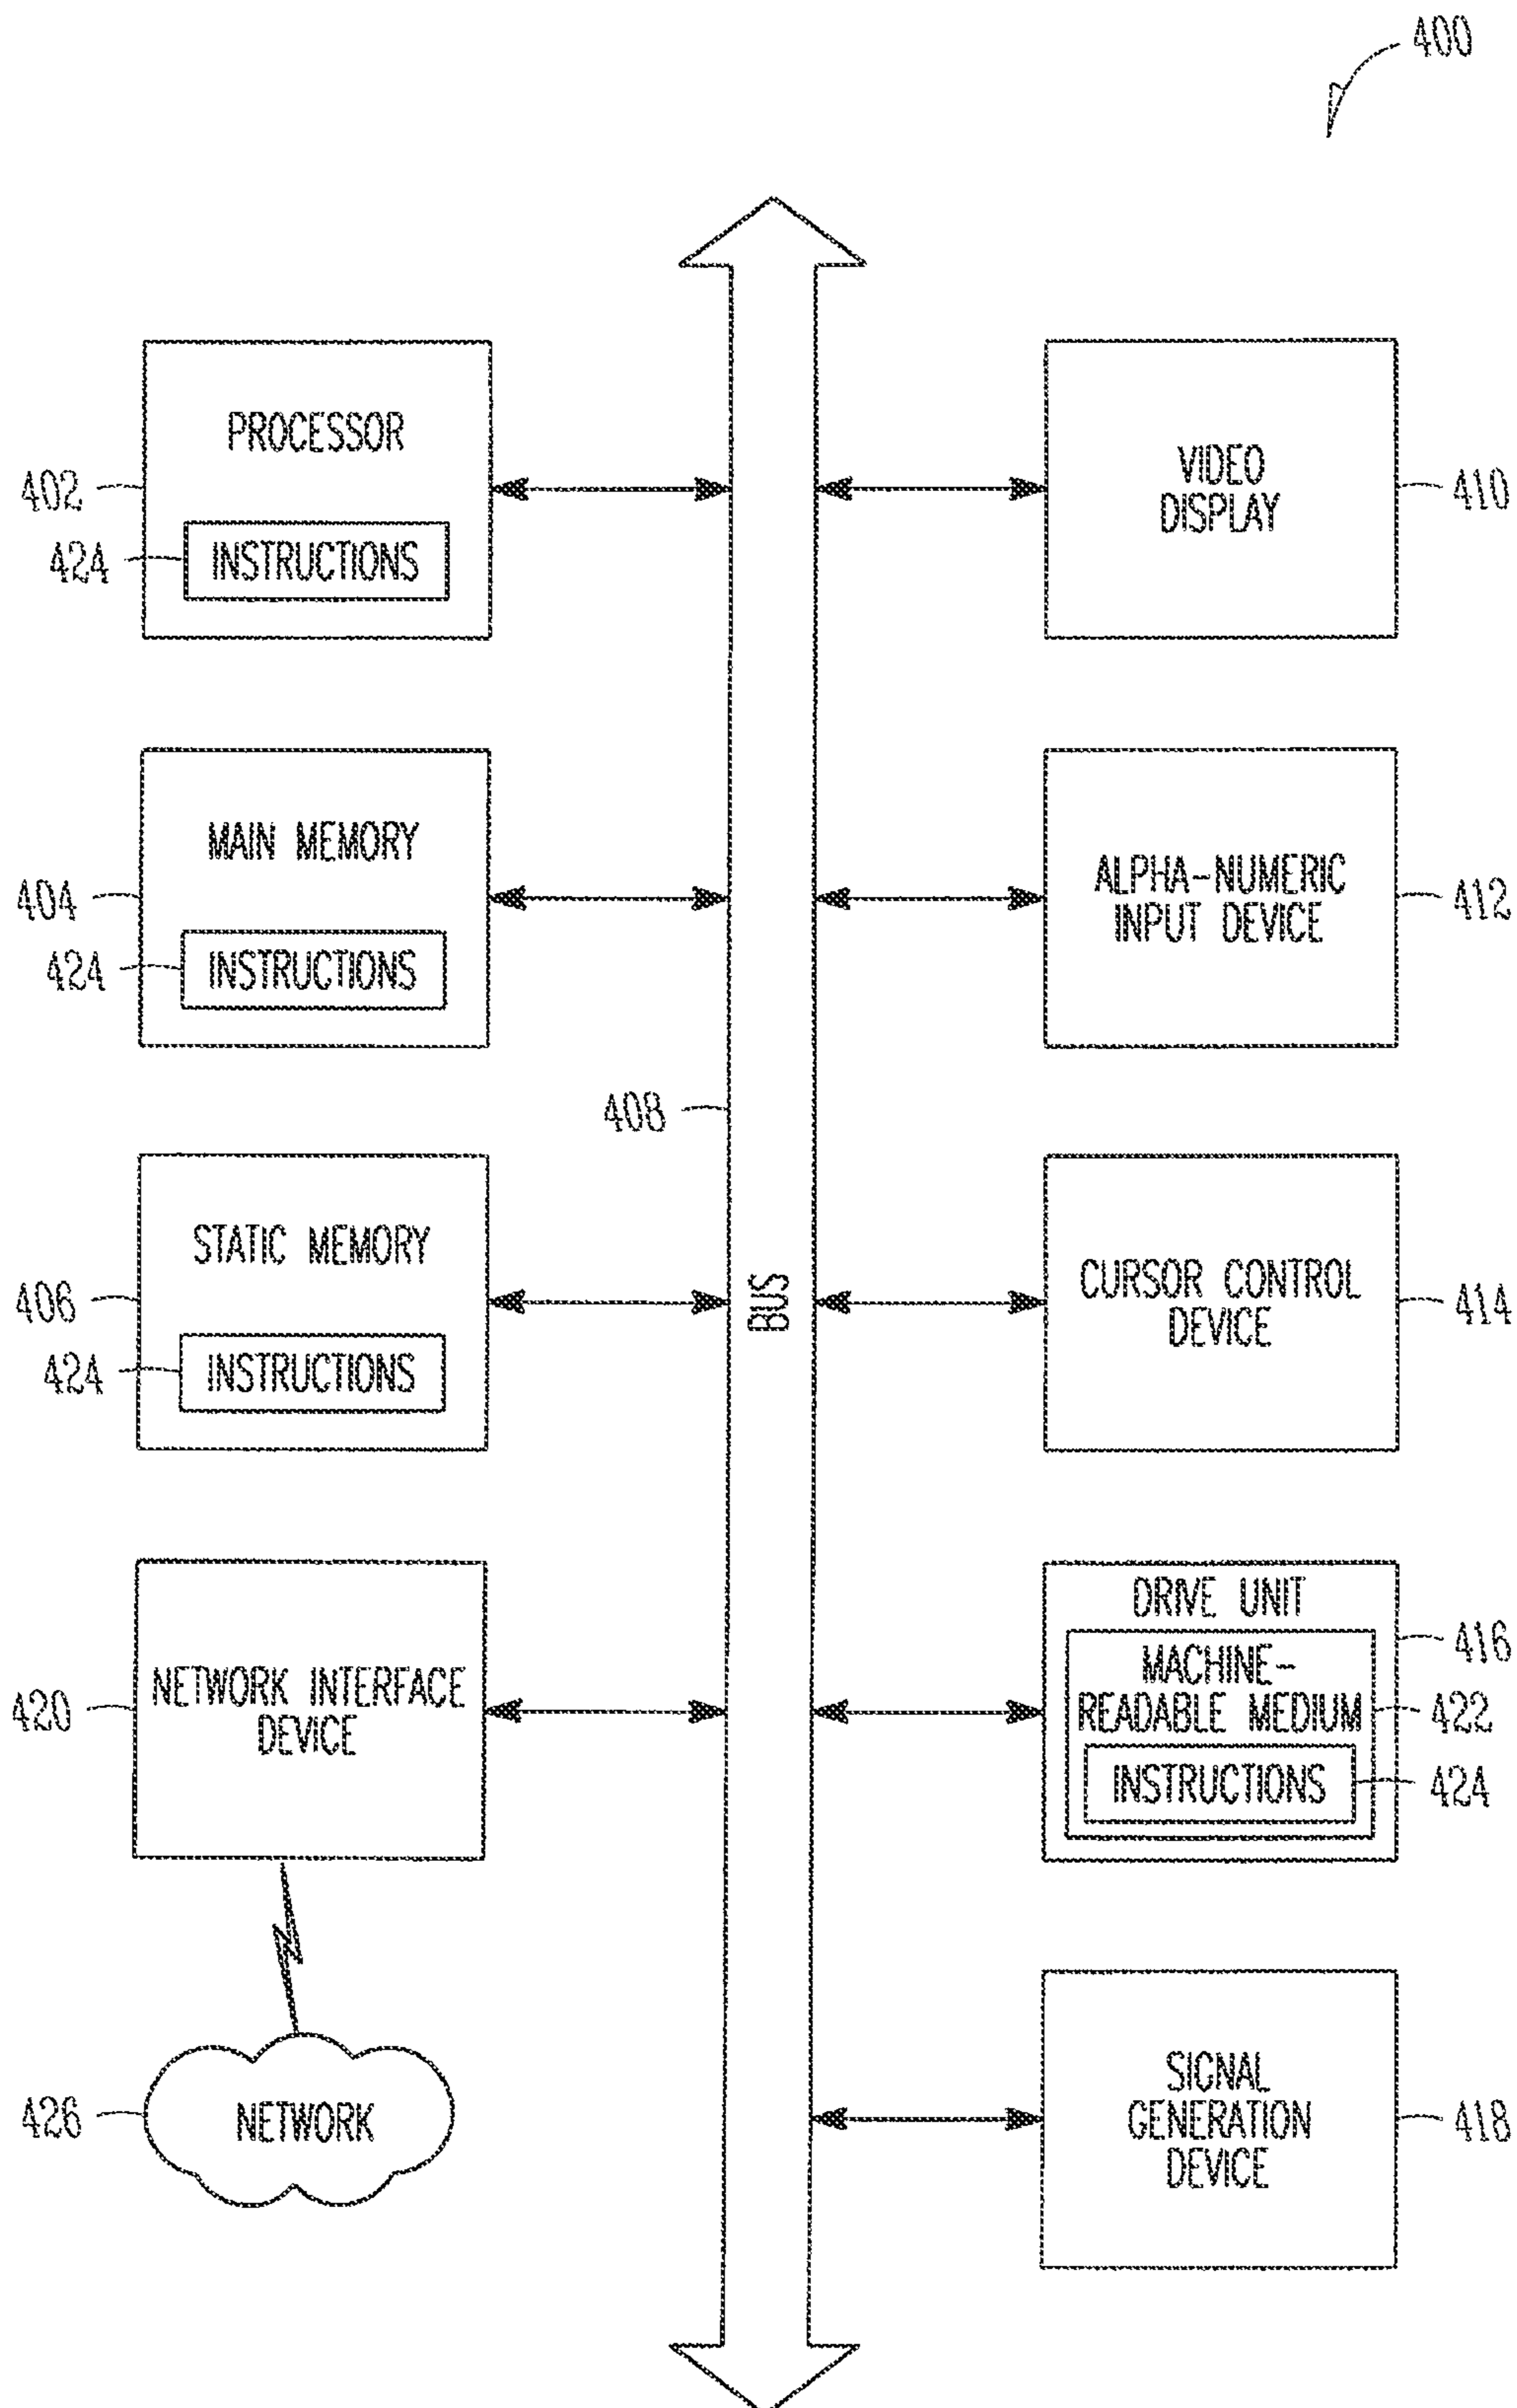 400
PROCESSOR
402
424
INSTRUCTIONS
VIDEO
DISPLAY
410
MAIN MEMORY
404
424
INSTRUCTIONS
ALPHA-NUMERIC
INPUT DEVICE
412
408
BUS
STATIC MEMORY
406
424
INSTRUCTIONS
CURSOR CONTROL
DEVICE
414
NETWORK INTERFACE
DEVICE
420
DRIVE UNIT
416
MACHINE-
READABLE MEDIUM
422
INSTRUCTIONS
424
NETWORK
426
SIGNAL
GENERATION
DEVICE
418